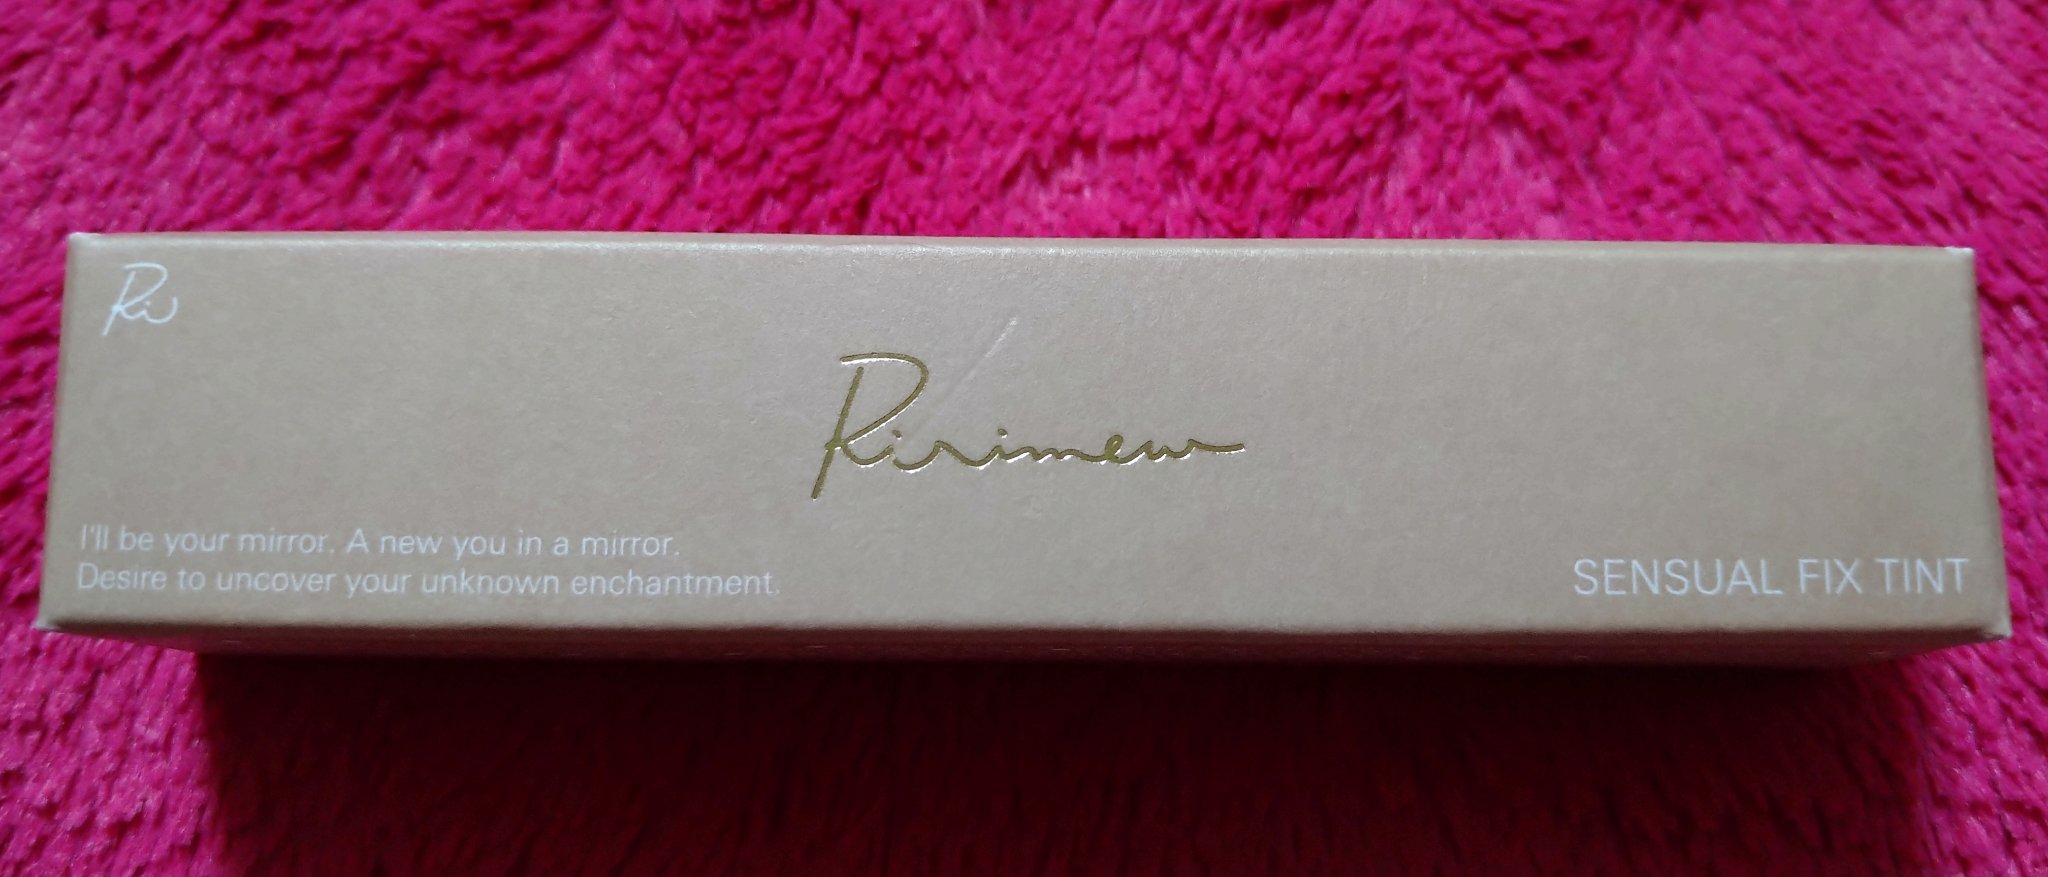 Ri
Ririmew
I'll be your mirror. A new you in a mirror.
Desire to uncover your unknown enchantment.
SENSUAL FIX TINT